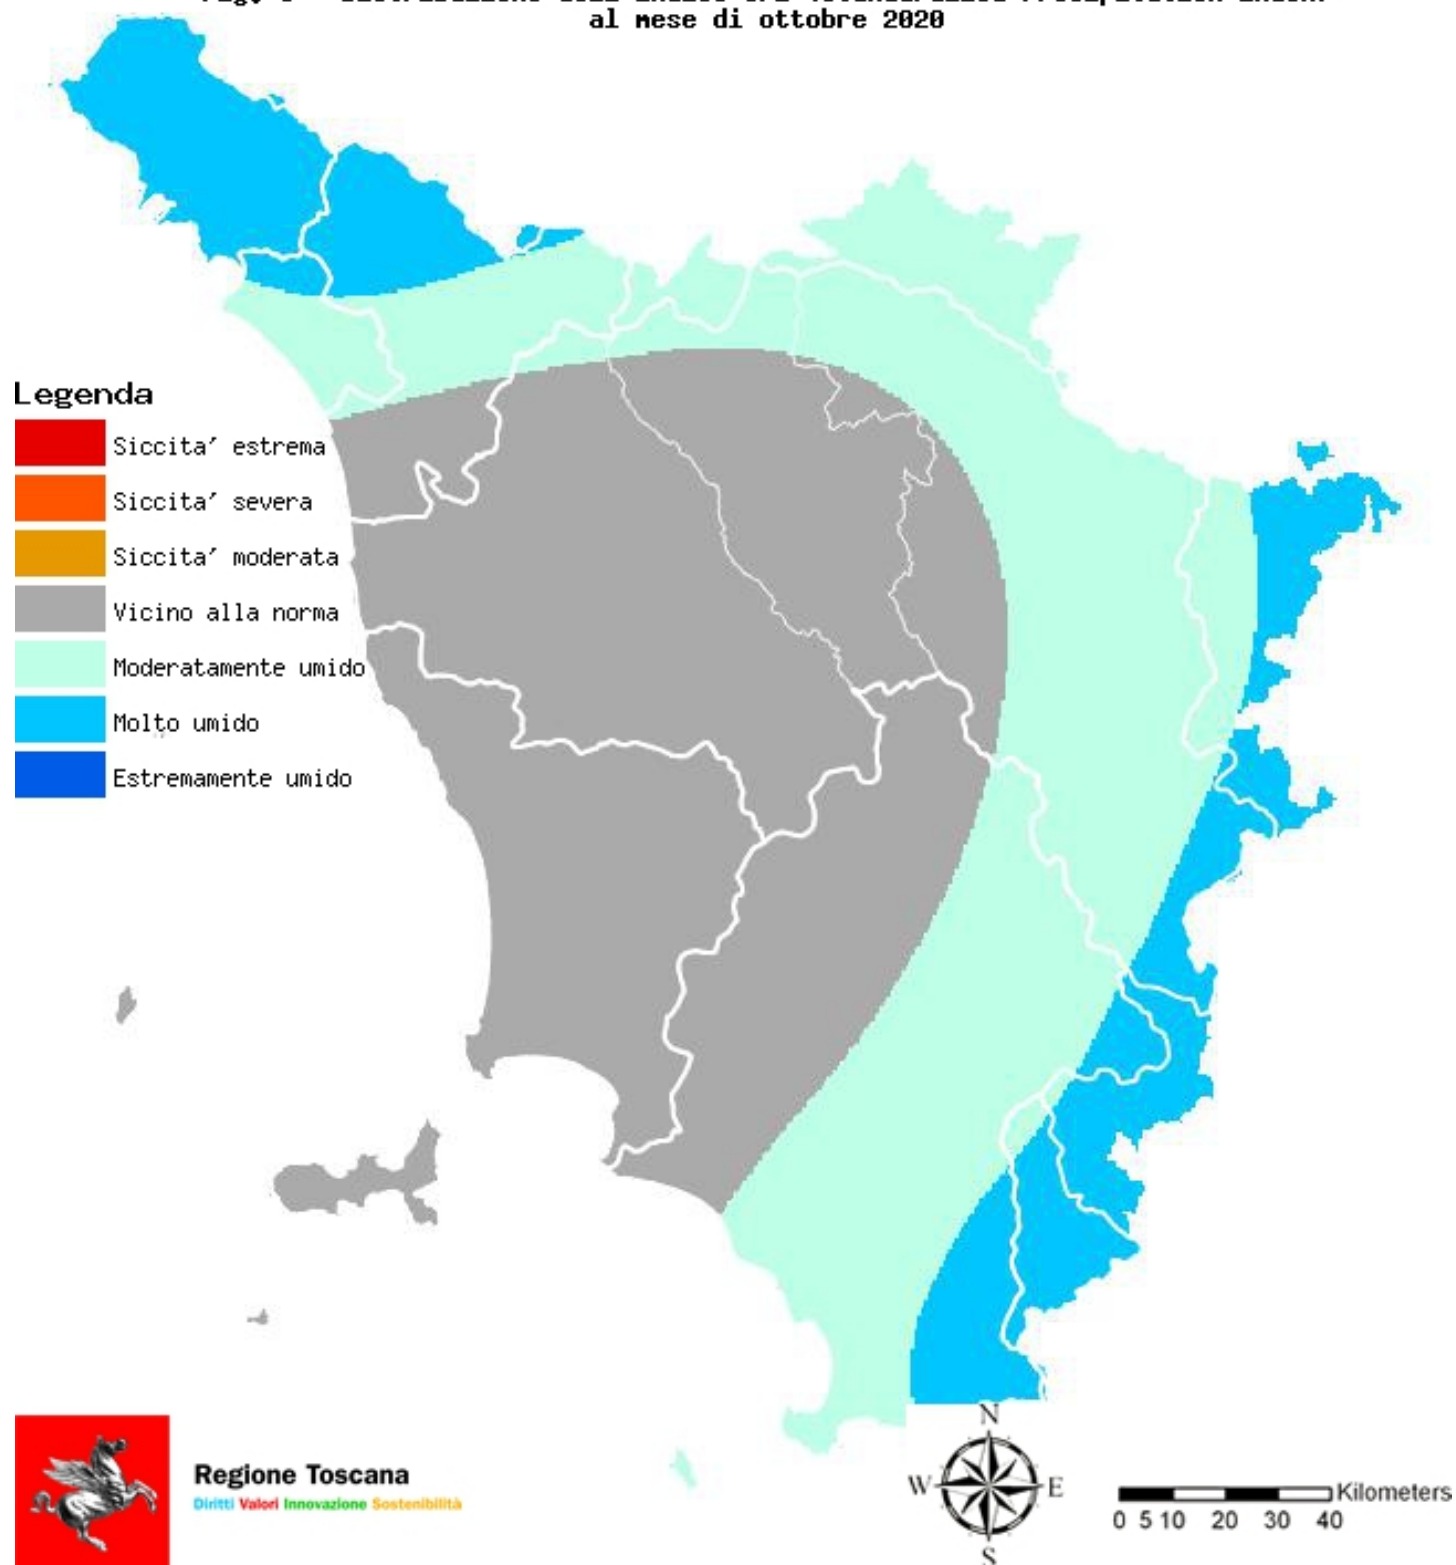 al mese di ottobre 2020
Legenda
Siccita' estrema
Siccita' severa
Siccita' moderata
Vicino alla norma
Moderatamente umido
Molto umido
Estremamente umido
Regione Toscana
Diritti Valori Innovazione Sostenibilità
N
W E
S
Kilometers
0 5 10 20 30 40